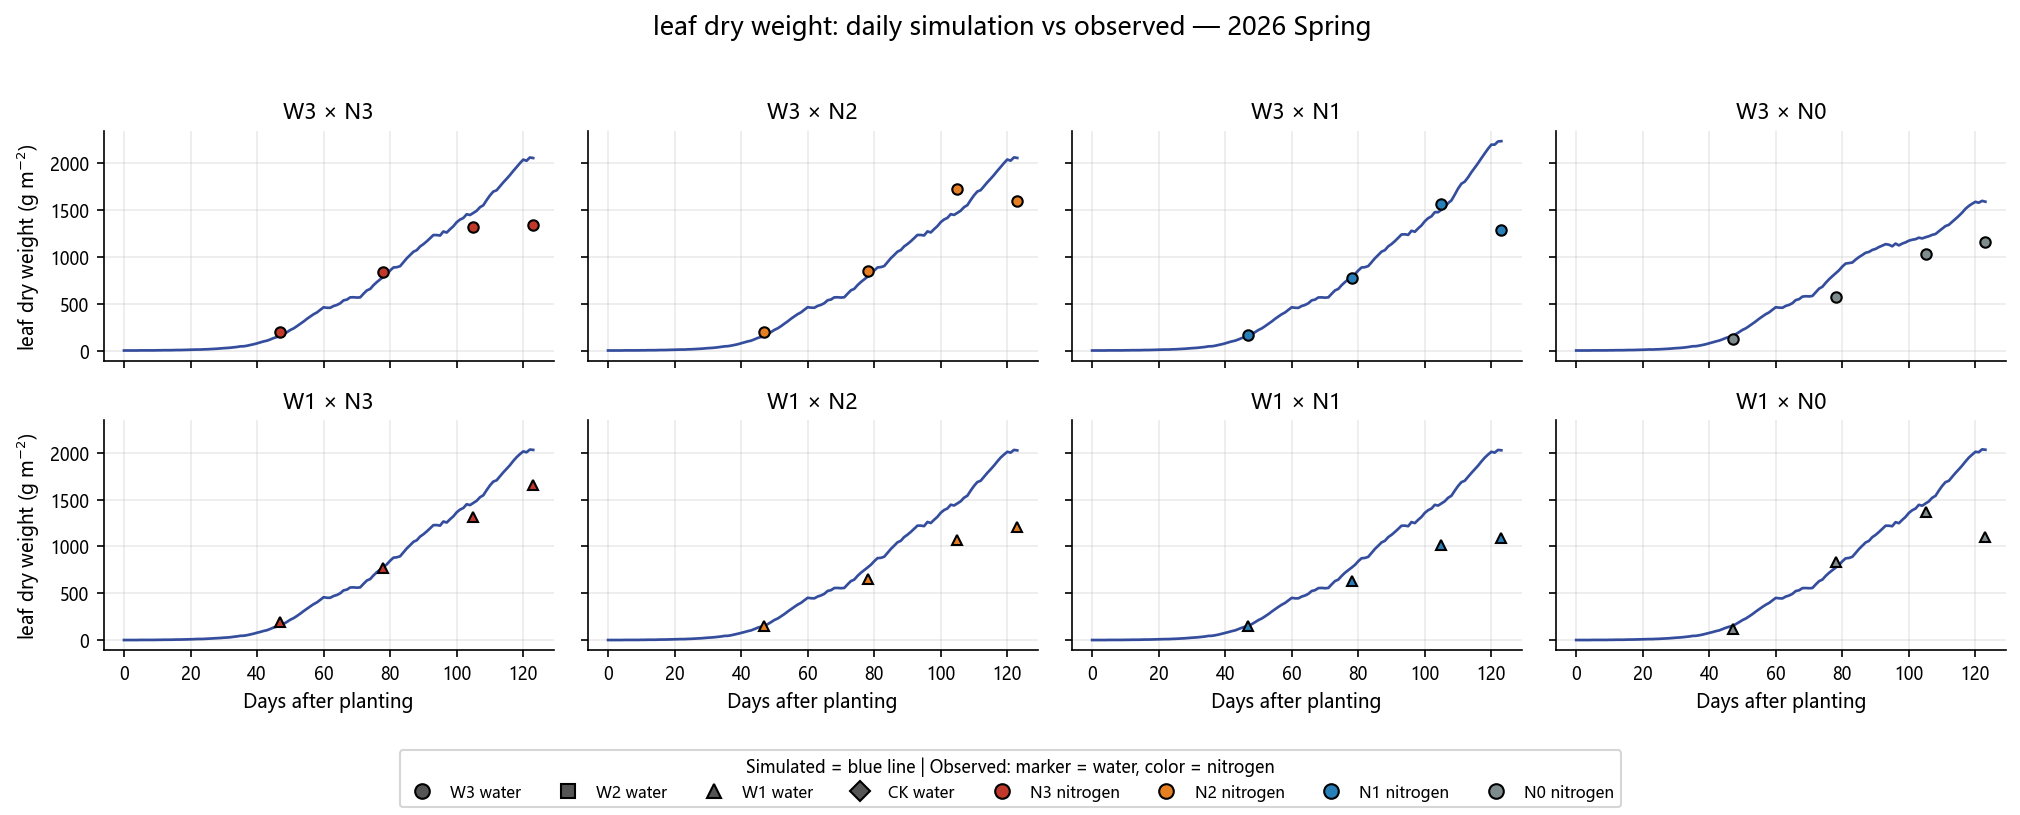 leaf dry weight: daily simulation vs observed — 2026 Spring
W3 × N3
W3 × N2
W3 × N1
W3 × N0
leaf dry weight (g m⁻²)
2000
1500
1000
500
0
W1 × N3
W1 × N2
W1 × N1
W1 × N0
leaf dry weight (g m⁻²)
2000
1500
1000
500
0
0 20 40 60 80 100 120
0 20 40 60 80 100 120
0 20 40 60 80 100 120
0 20 40 60 80 100 120
Days after planting
Days after planting
Days after planting
Days after planting
Simulated = blue line | Observed: marker = water, color = nitrogen
W3 water W2 water W1 water CK water N3 nitrogen N2 nitrogen N1 nitrogen N0 nitrogen